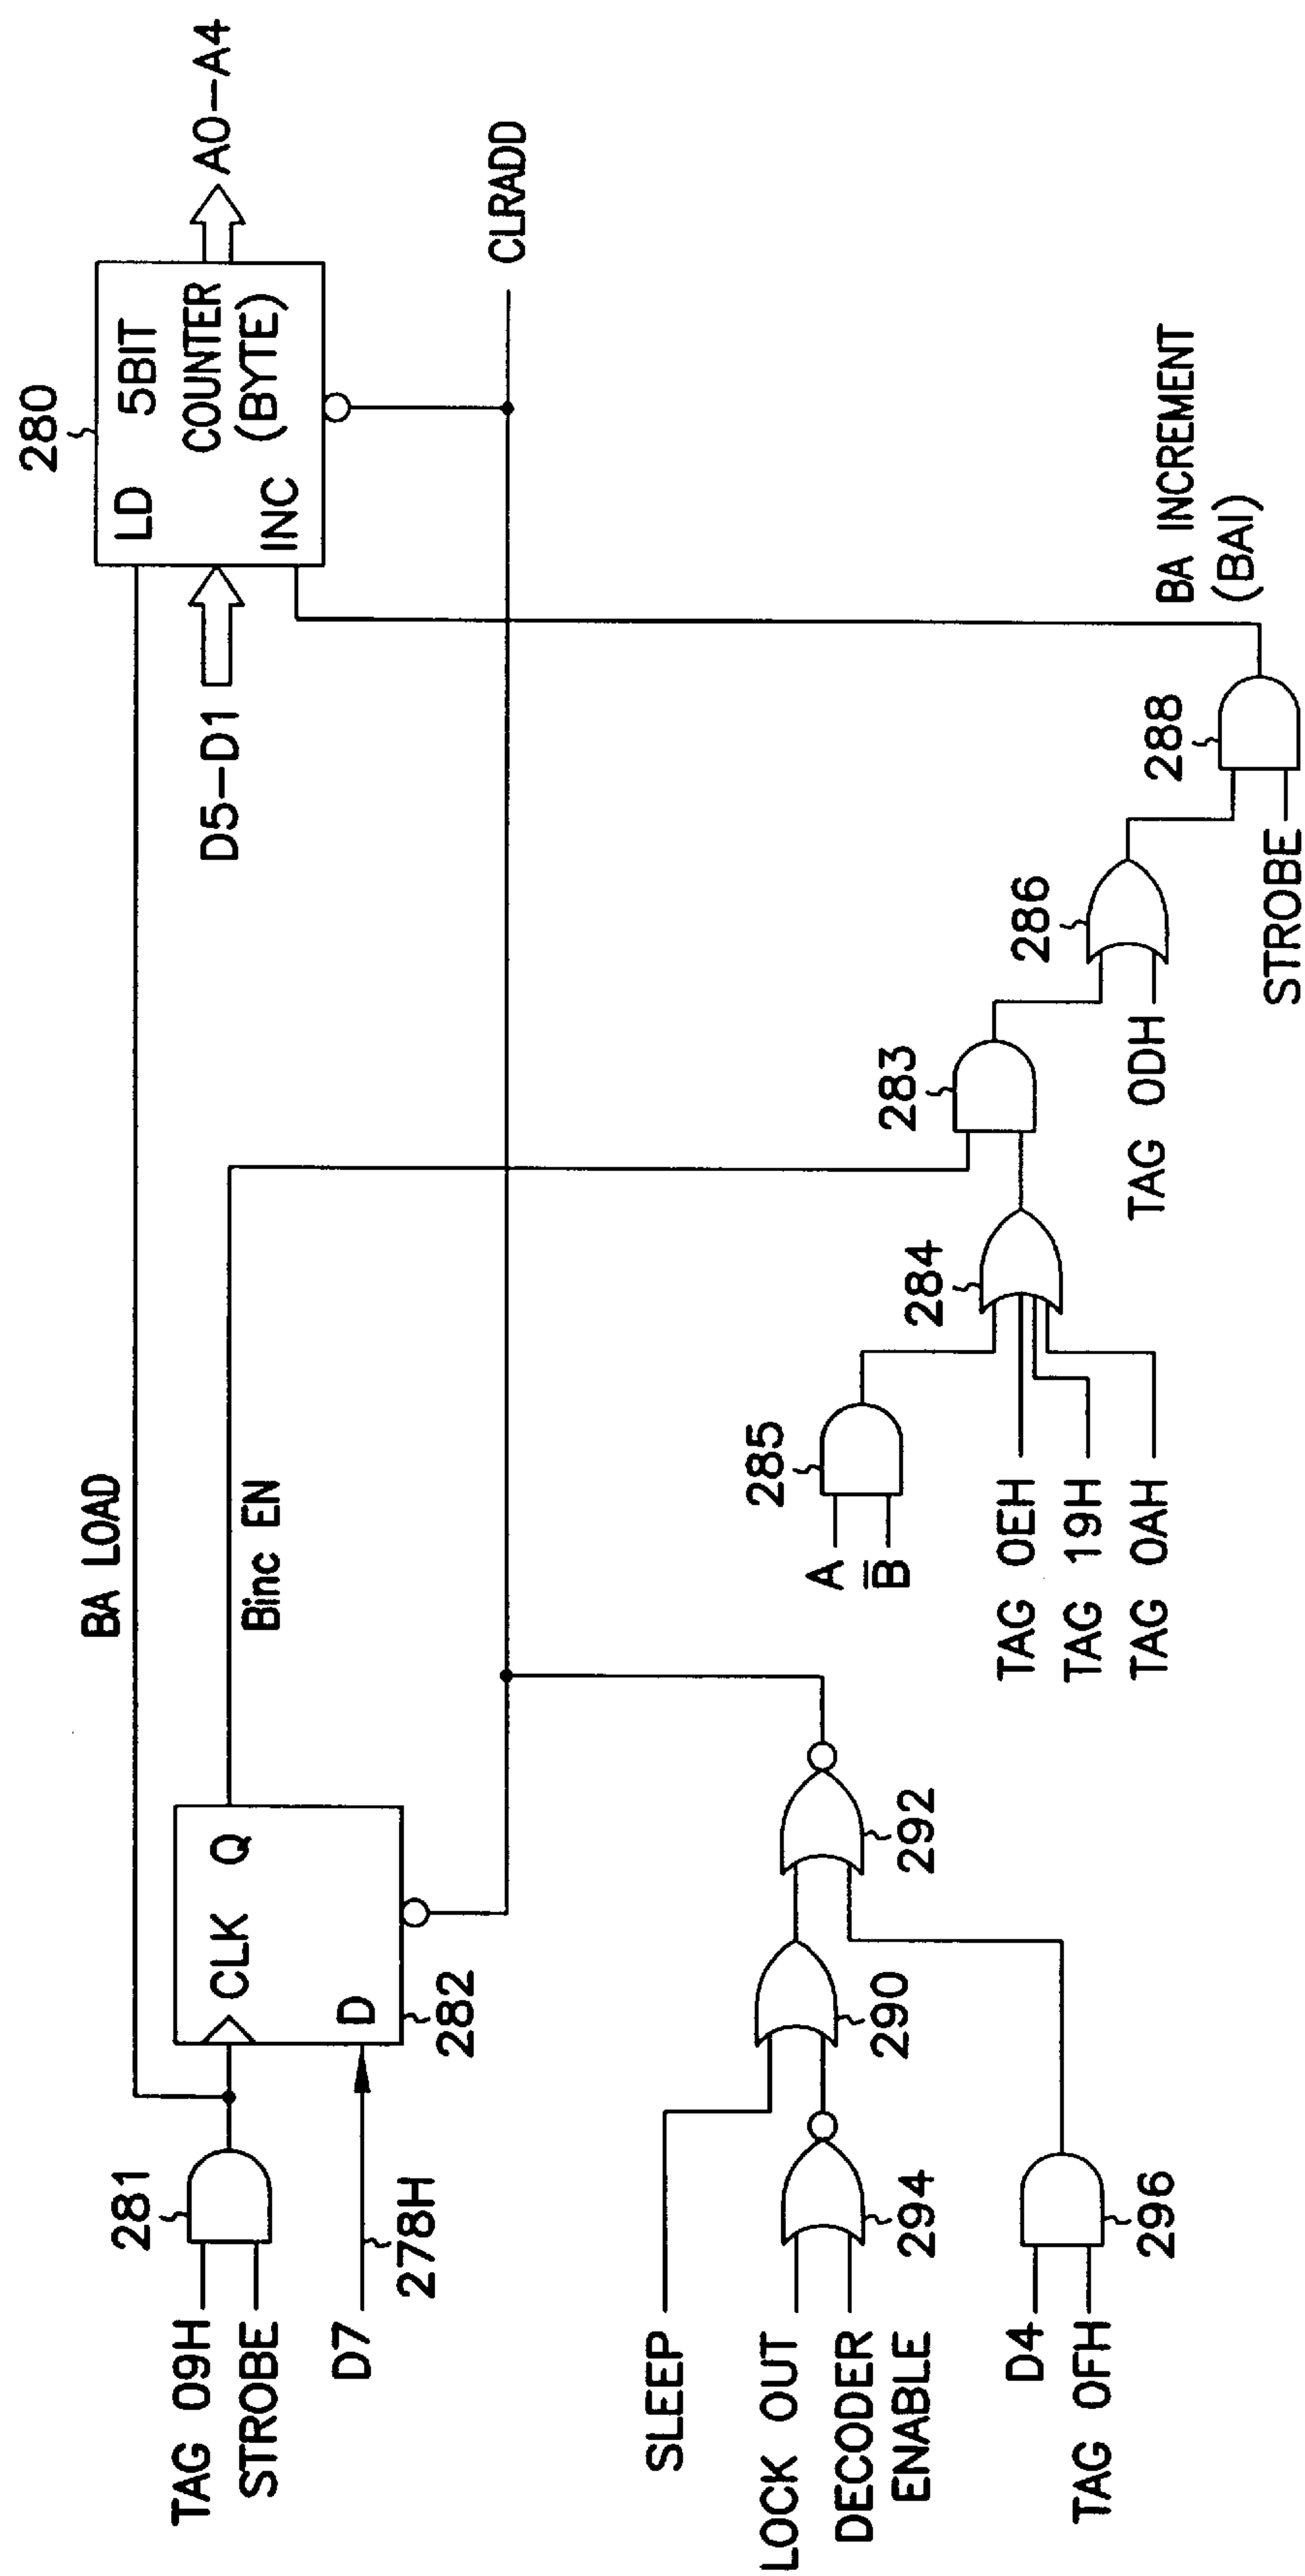 TAG 09H
STROBE
281
D7
278H
CLK Q
D
282
BA LOAD
Binc EN
280
LD 5BIT
COUNTER
(BYTE)
INC
D5-D1
A0-A4
CLRADD
SLEEP
LOCK OUT
DECODER
ENABLE
294
290
292
D4
TAG 0FH
296
A
B̅
285
TAG 0EH
TAG 19H
TAG 0AH
284
283
TAG 0DH
286
STROBE
288
BA INCREMENT
(BAI)